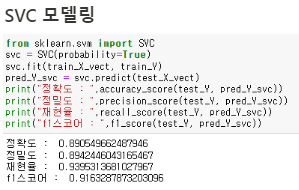 SVC 모델링
from sklearn.svm import SVC
svc = SVC(probability=True)
svc.fit(train_X_vect, train_Y)
pred_Y_svc = svc.predict(test_X_vect)
print("정확도 : ",accuracy_score(test_Y, pred_Y_svc))
print("정밀도 : ",precision_score(test_Y, pred_Y_svc))
print("재현율 : ",recall_score(test_Y, pred_Y_svc))
print("f1스코어 : ",f1_score(test_Y, pred_Y_svc))
정확도 :  0.890549662487946
정밀도 :  0.8942446043165467
재현율 :  0.9395313681027967
f1스코어 :  0.9163287873203096